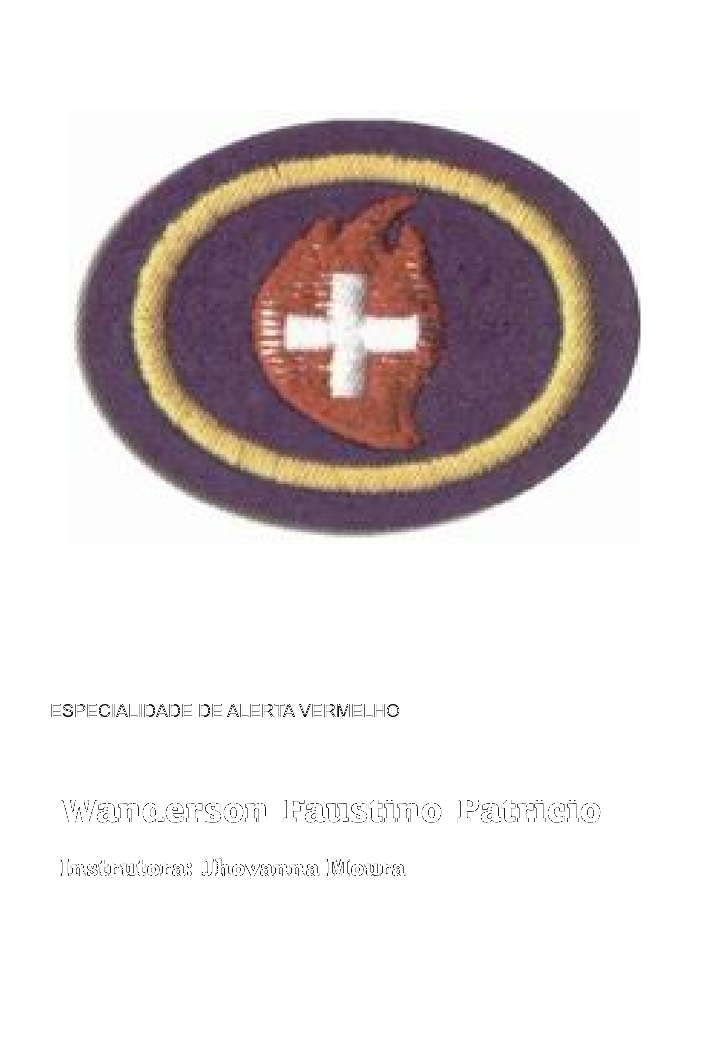 ESPECIALIDADE DE ALERTA VERMELHO
Wanderson Faustino Patricio
Instrutora: Jhovanna Moura